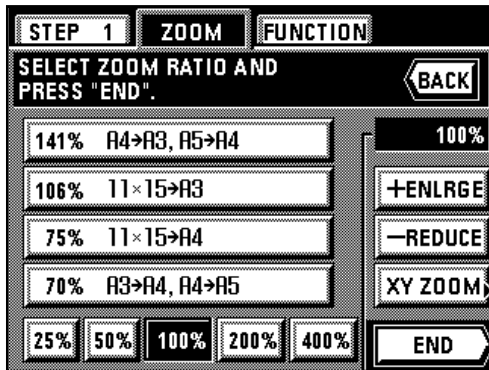 STEP 1 ZOOM FUNCTION
SELECT ZOOM RATIO AND
PRESS "END".
BACK
141% A4→A3, A5→A4
100%
106% 11×15→A3
+ENLRGE
75% 11×15→A4
−REDUCE
70% A3→A4, A4→A5
XY ZOOM
25% 50% 100% 200% 400%
END